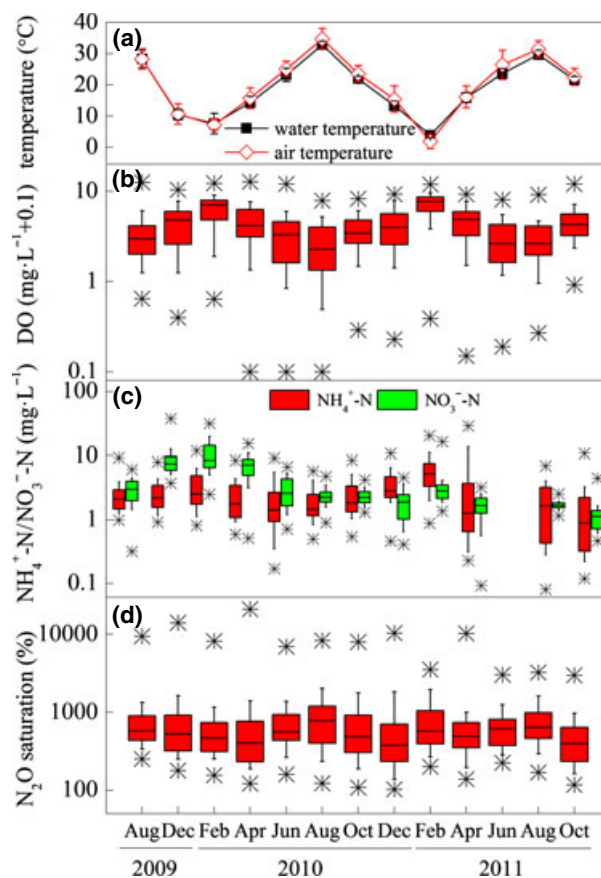 (a)
temperature (°C)
40
30
20
10
0
water temperature
air temperature
(b)
DO (mg·L⁻¹+0.1)
10
1
0.1
(c)
NH₄⁺-N/NO₃⁻-N (mg·L⁻¹)
100
10
1
0.1
NH₄⁺-N NO₃⁻-N
(d)
N₂O saturation (%)
10000
1000
100
Aug Dec Feb Apr Jun Aug Oct Dec Feb Apr Jun Aug Oct
2009 2010 2011